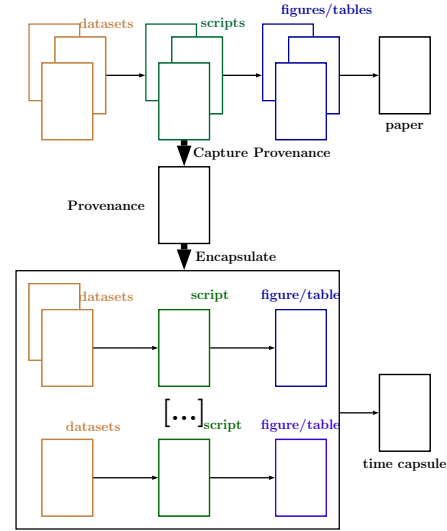 figures/tables
datasets
scripts
paper
Capture Provenance
Provenance
Encapsulate
datasets
script
figure/table
[...]
datasets
script
figure/table
time capsule